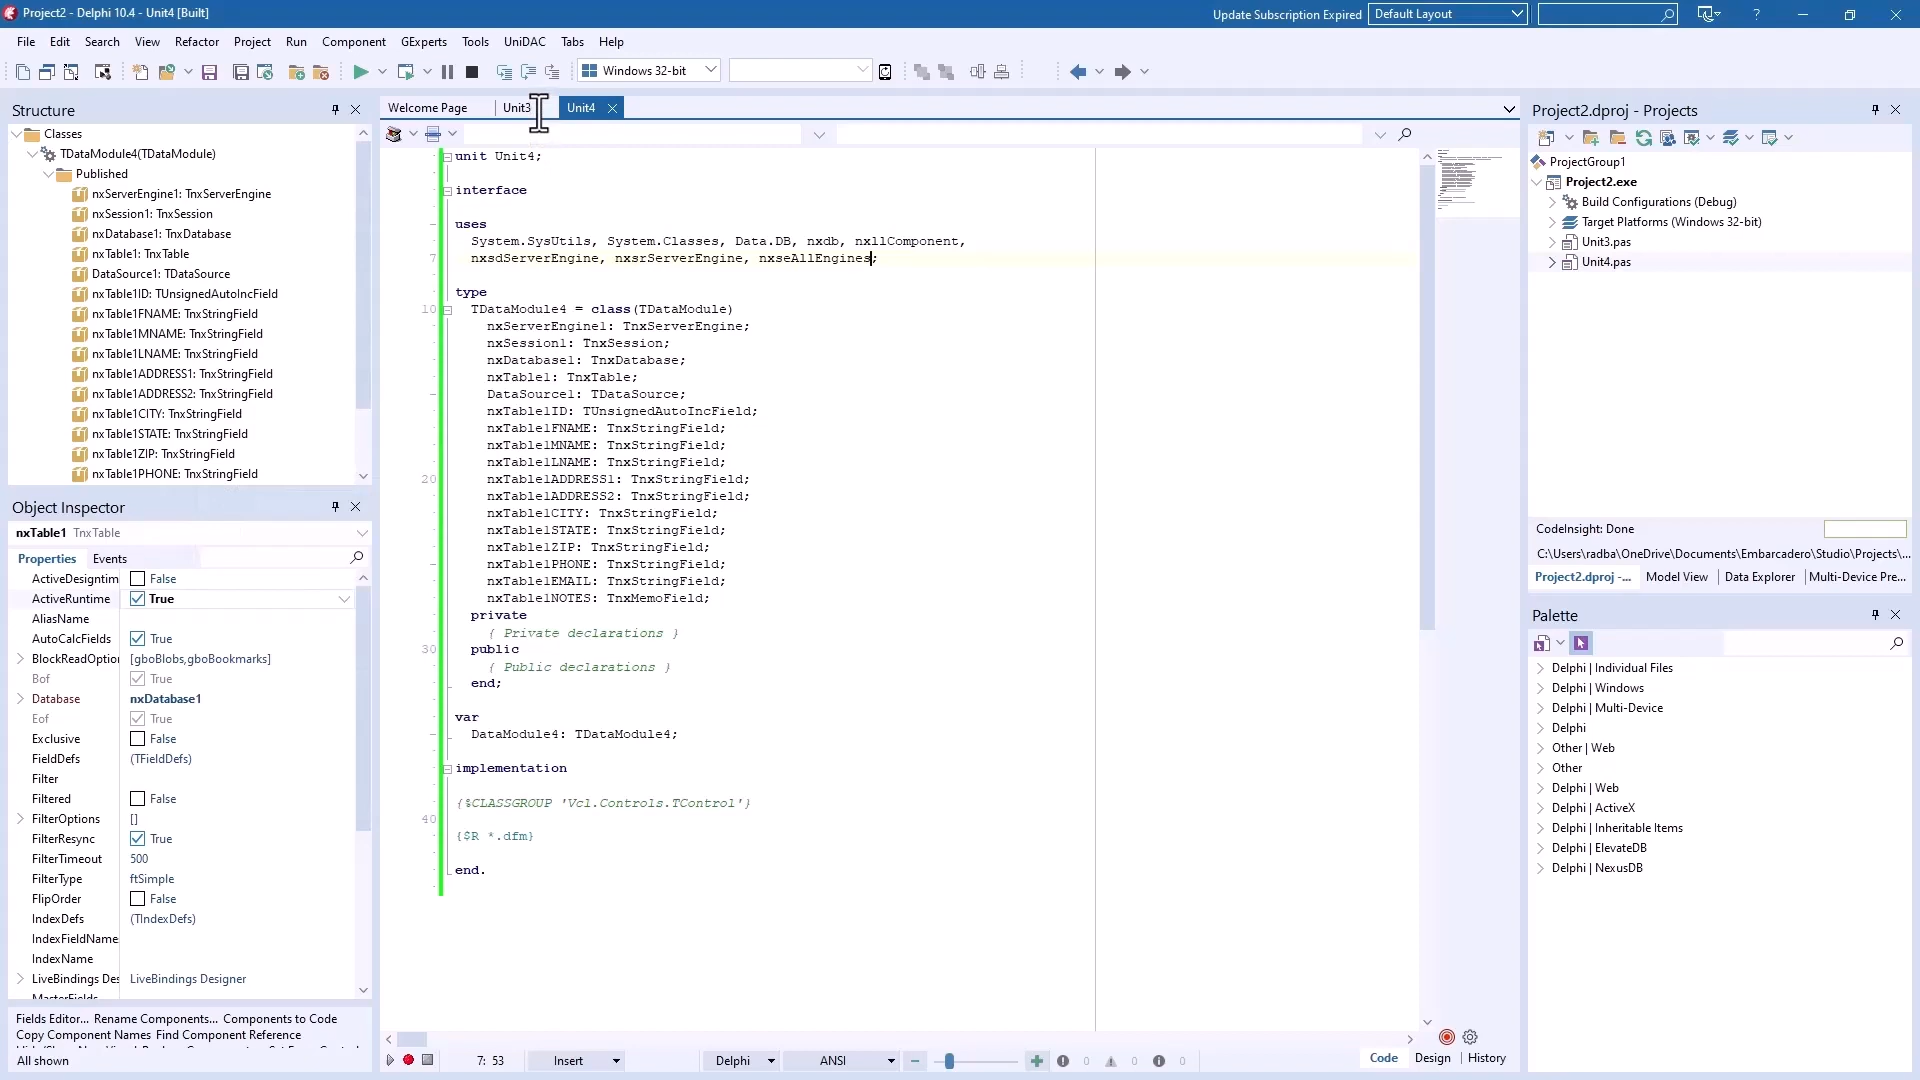 Project2 - Delphi 10.4 - Unit4 [Built]
Update Subscription Expired
Default Layout
?
File Edit Search View Refactor Project Run Component GExperts Tools UniDAC Tabs Help
Windows 32-bit
Structure
Classes
TDataModule4(TDataModule)
Published
nxServerEngine1: TnxServerEngine
nxSession1: TnxSession
nxDatabase1: TnxDatabase
nxTable1: TnxTable
DataSource1: TDataSource
nxTable1ID: TUnsignedAutoIncField
nxTable1FNAME: TnxStringField
nxTable1MNAME: TnxStringField
nxTable1LNAME: TnxStringField
nxTable1ADDRESS1: TnxStringField
nxTable1ADDRESS2: TnxStringField
nxTable1CITY: TnxStringField
nxTable1STATE: TnxStringField
nxTable1ZIP: TnxStringField
nxTable1PHONE: TnxStringField
Object Inspector
nxTable1 TnxTable
Properties Events
ActiveDesigntim False
ActiveRuntime True
AliasName
AutoCalcFields True
BlockReadOption [gboBlobs,gboBookmarks]
Bof True
Database nxDatabase1
Eof True
Exclusive False
FieldDefs (TFieldDefs)
Filter
Filtered False
FilterOptions []
FilterResync True
FilterTimeout 500
FilterType ftSimple
FlipOrder False
IndexDefs (TIndexDefs)
IndexFieldName
IndexName
LiveBindings Des LiveBindings Designer
MasterFields
Fields Editor... Rename Components... Components to Code
Copy Component Names Find Component Reference
All shown
Welcome Page Unit3 Unit4
unit Unit4;
interface
uses
System.SysUtils, System.Classes, Data.DB, nxdb, nxllComponent,
7 nxsdServerEngine, nxsrServerEngine, nxseAllEngines;
type
10 TDataModule4 = class(TDataModule)
nxServerEngine1: TnxServerEngine;
nxSession1: TnxSession;
nxDatabase1: TnxDatabase;
nxTable1: TnxTable;
DataSource1: TDataSource;
nxTable1ID: TUnsignedAutoIncField;
nxTable1FNAME: TnxStringField;
nxTable1MNAME: TnxStringField;
nxTable1LNAME: TnxStringField;
20 nxTable1ADDRESS1: TnxStringField;
nxTable1ADDRESS2: TnxStringField;
nxTable1CITY: TnxStringField;
nxTable1STATE: TnxStringField;
nxTable1ZIP: TnxStringField;
nxTable1PHONE: TnxStringField;
nxTable1EMAIL: TnxStringField;
nxTable1NOTES: TnxMemoField;
private
{ Private declarations }
30 public
{ Public declarations }
end;
var
DataModule4: TDataModule4;
implementation
{%CLASSGROUP 'Vcl.Controls.TControl'}
40
{$R *.dfm}
end.
7: 53 Insert Delphi ANSI 0 0 0
Code Design History
Project2.dproj - Projects
ProjectGroup1
Project2.exe
Build Configurations (Debug)
Target Platforms (Windows 32-bit)
Unit3.pas
Unit4.pas
CodeInsight: Done
C:\Users\radba\OneDrive\Documents\Embarcadero\Studio\Projects\...
Project2.dproj -... Model View Data Explorer Multi-Device Pre...
Palette
Delphi | Individual Files
Delphi | Windows
Delphi | Multi-Device
Delphi
Other | Web
Other
Delphi | Web
Delphi | ActiveX
Delphi | Inheritable Items
Delphi | ElevateDB
Delphi | NexusDB